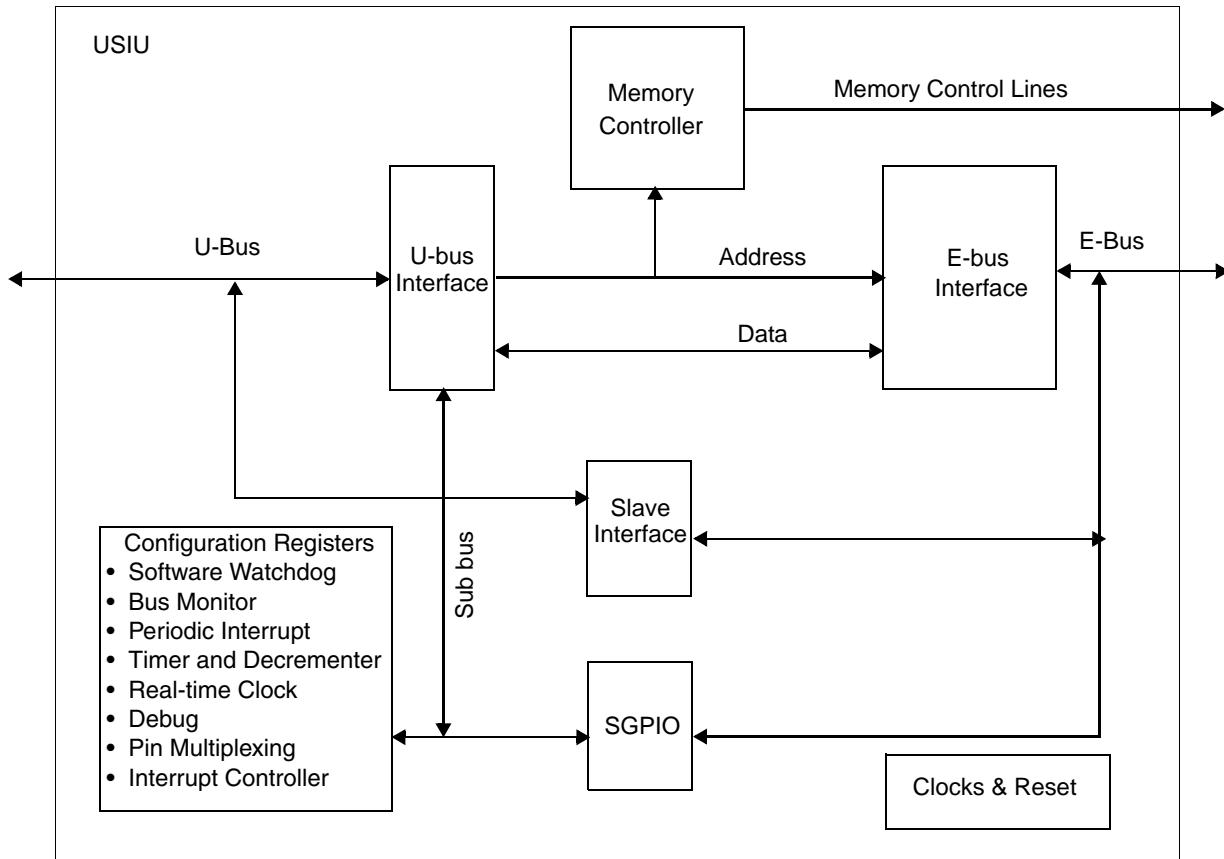 USIU
Memory
Controller
Memory Control Lines
U-Bus
U-bus
Interface
Address
E-bus
Interface
E-Bus
Data
Slave
Interface
Sub bus
Configuration Registers
• Software Watchdog
• Bus Monitor
• Periodic Interrupt
• Timer and Decrementer
• Real-time Clock
• Debug
• Pin Multiplexing
• Interrupt Controller
SGPIO
Clocks & Reset